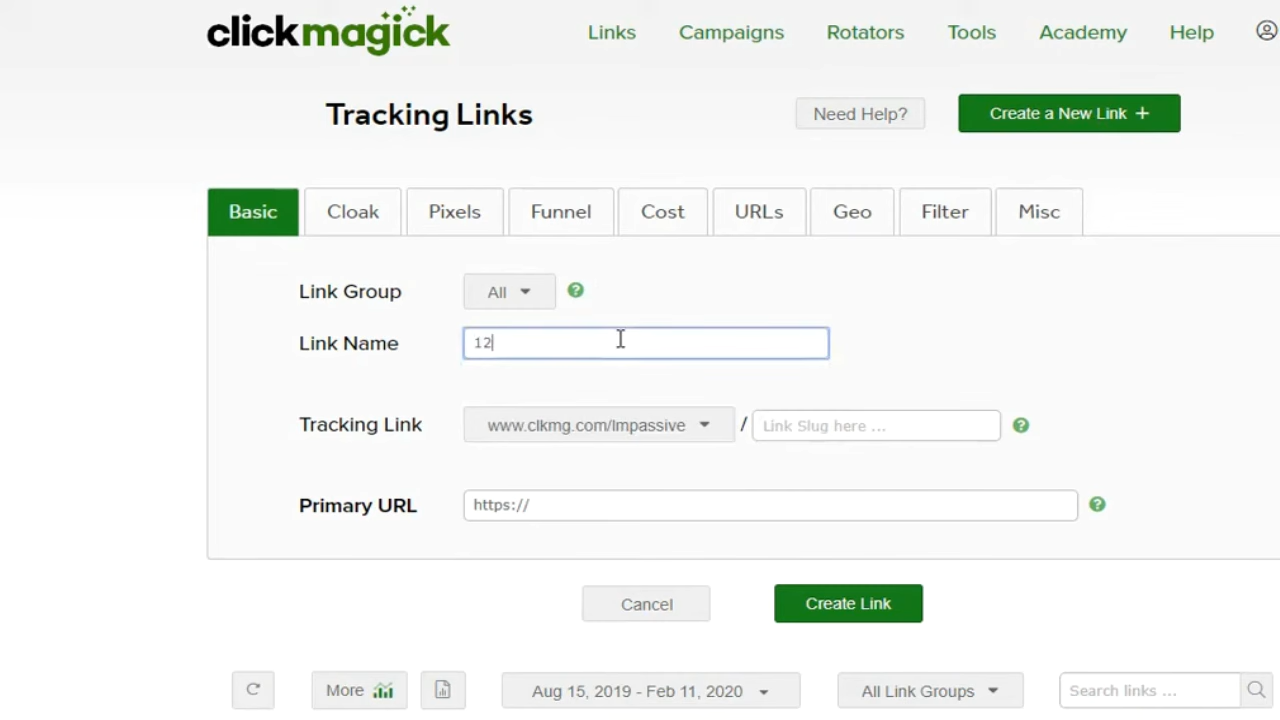 clickmagick
Links Campaigns Rotators Tools Academy Help
Tracking Links
Need Help?
Create a New Link +
Basic Cloak Pixels Funnel Cost URLs Geo Filter Misc
Link Group All ?
Link Name 12
Tracking Link www.clkmg.com/Impassive / Link Slug here ... ?
Primary URL https:// ?
Cancel Create Link
More Aug 15, 2019 - Feb 11, 2020 All Link Groups Search links ...